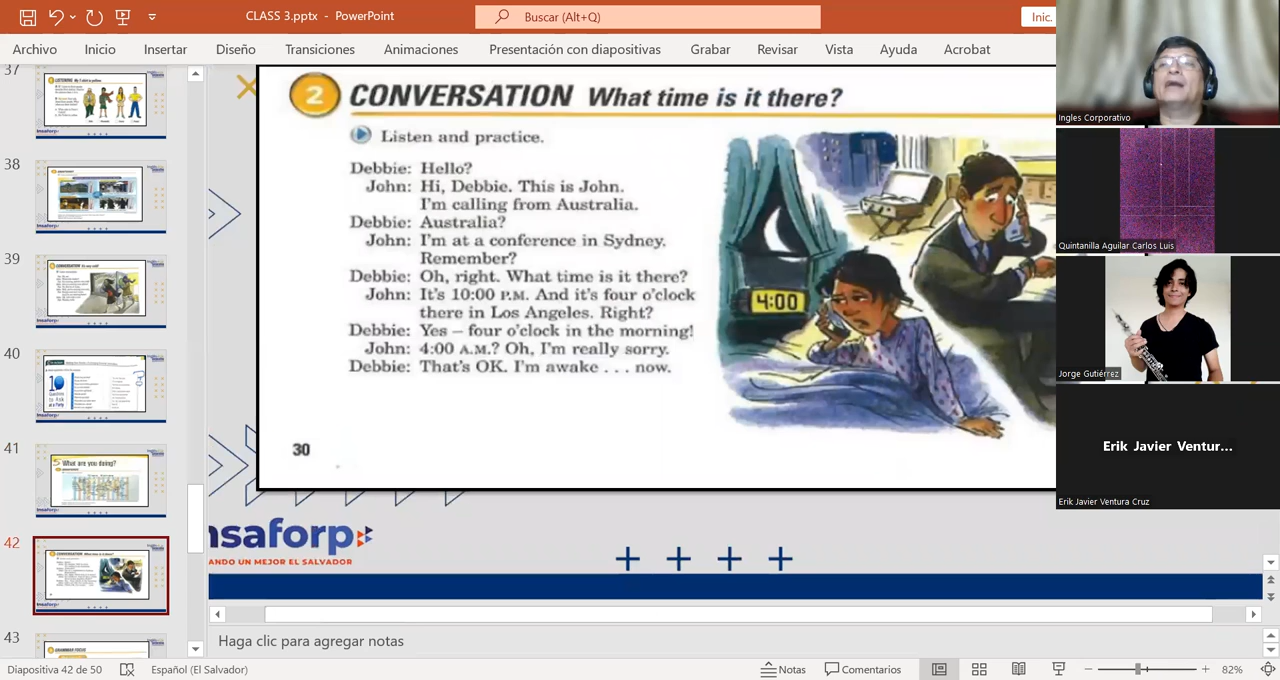 CLASS 3.pptx - PowerPoint
Buscar (Alt+Q)
Inic.
Archivo Inicio Insertar Diseño Transiciones Animaciones Presentación con diapositivas Grabar Revisar Vista Ayuda Acrobat
37
38
39
40
41
What are you doing?
42
43
2 CONVERSATION What time is it there?
Listen and practice.
Debbie: Hello?
John: Hi, Debbie. This is John.
I'm calling from Australia.
Debbie: Australia?
John: I'm at a conference in Sydney.
Remember?
Debbie: Oh, right. What time is it there?
John: It's 10:00 P.M. And it's four o'clock
there in Los Angeles. Right?
Debbie: Yes – four o'clock in the morning!
John: 4:00 A.M.? Oh, I'm really sorry.
Debbie: That's OK. I'm awake . . . now.
4:00
30
nsaforp
ANDO UN MEJOR EL SALVADOR
Ingles Corporativo
Quintanilla Aguilar Carlos Luis
Jorge Gutiérrez
Erik Javier Ventur...
Erik Javier Ventura Cruz
Haga clic para agregar notas
Diapositiva 42 de 50 Español (El Salvador) Notas Comentarios 82%